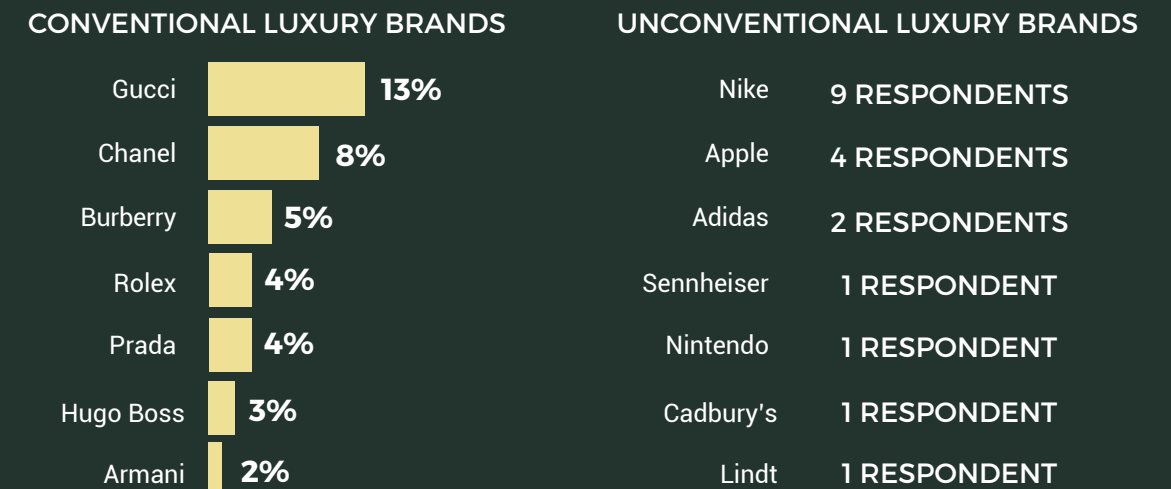 CONVENTIONAL LUXURY BRANDS
Gucci 13%
Chanel 8%
Burberry 5%
Rolex 4%
Prada 4%
Hugo Boss 3%
Armani 2%
UNCONVENTIONAL LUXURY BRANDS
Nike 9 RESPONDENTS
Apple 4 RESPONDENTS
Adidas 2 RESPONDENTS
Sennheiser 1 RESPONDENT
Nintendo 1 RESPONDENT
Cadbury's 1 RESPONDENT
Lindt 1 RESPONDENT